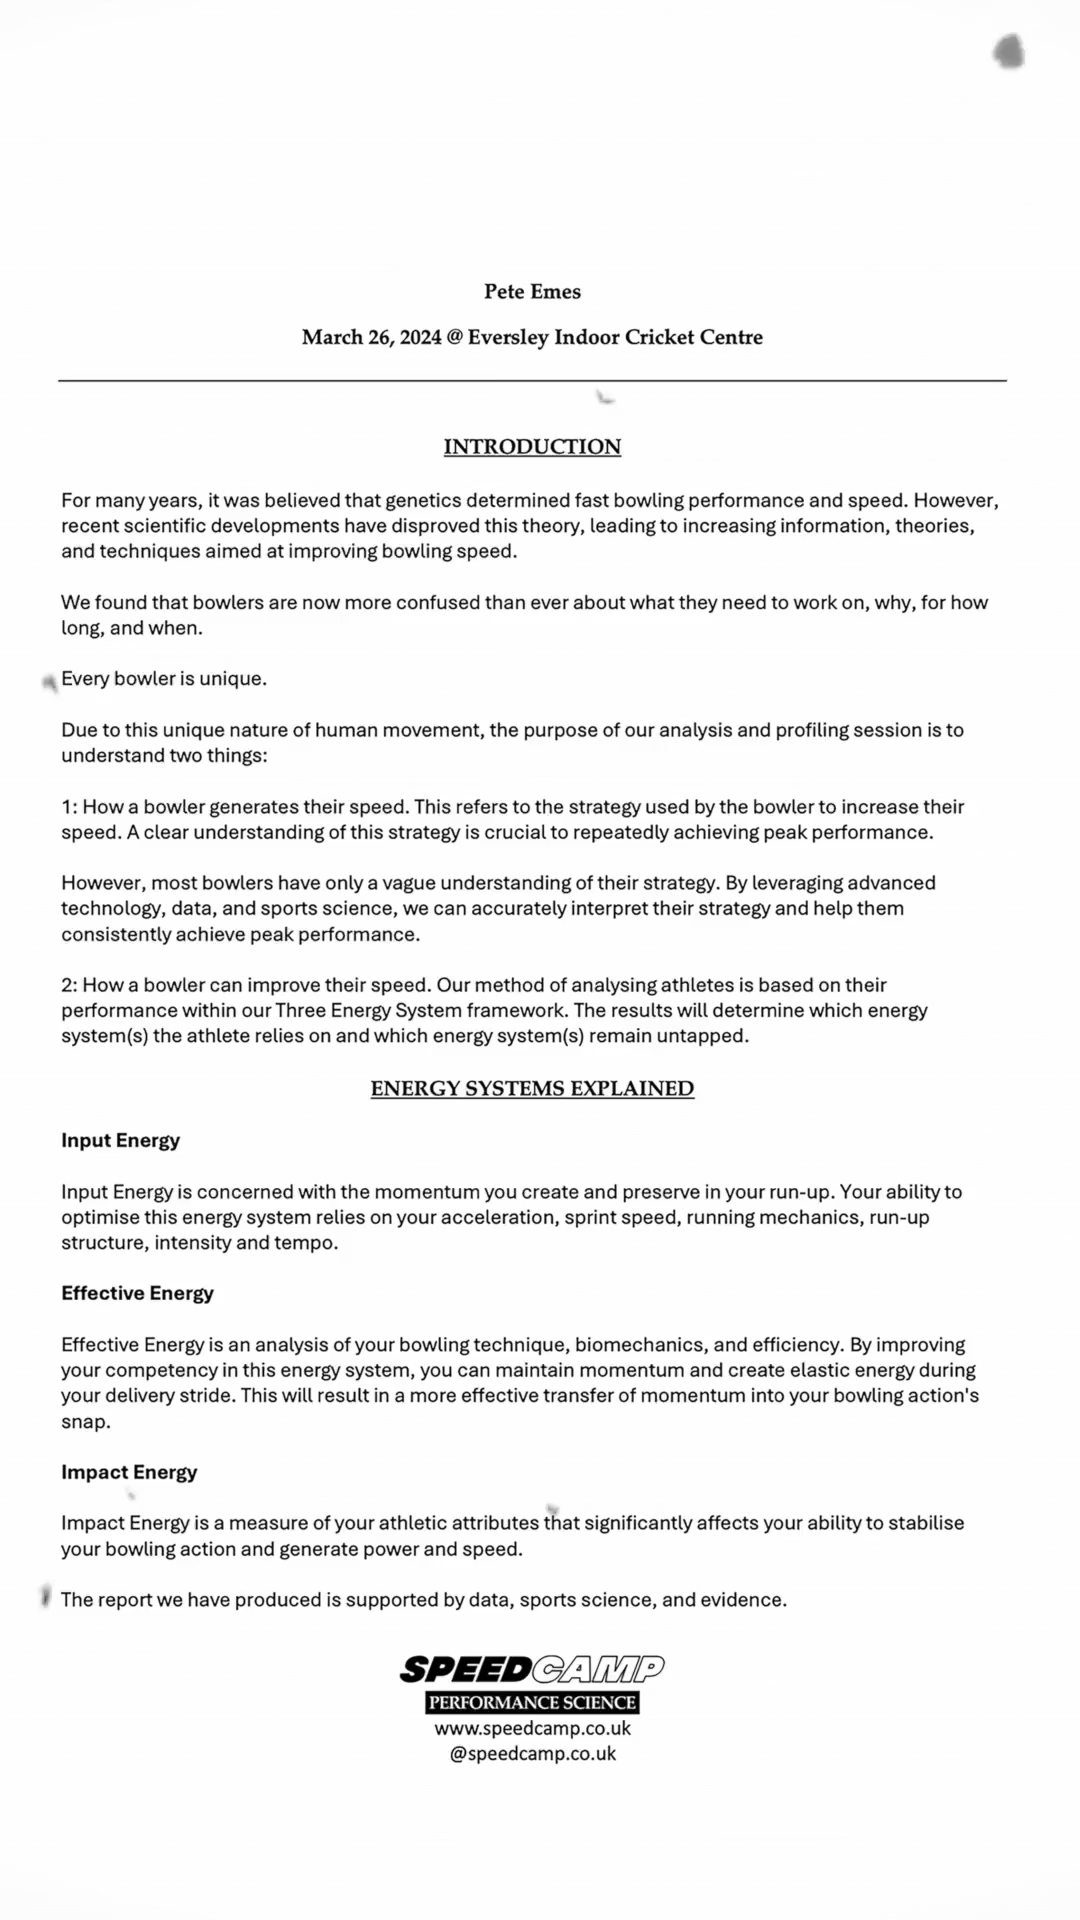 Pete Emes
March 26, 2024 @ Eversley Indoor Cricket Centre
INTRODUCTION
For many years, it was believed that genetics determined fast bowling performance and speed. However,
recent scientific developments have disproved this theory, leading to increasing information, theories,
and techniques aimed at improving bowling speed.
We found that bowlers are now more confused than ever about what they need to work on, why, for how
long, and when.
Every bowler is unique.
Due to this unique nature of human movement, the purpose of our analysis and profiling session is to
understand two things:
1: How a bowler generates their speed. This refers to the strategy used by the bowler to increase their
speed. A clear understanding of this strategy is crucial to repeatedly achieving peak performance.
However, most bowlers have only a vague understanding of their strategy. By leveraging advanced
technology, data, and sports science, we can accurately interpret their strategy and help them
consistently achieve peak performance.
2: How a bowler can improve their speed. Our method of analysing athletes is based on their
performance within our Three Energy System framework. The results will determine which energy
system(s) the athlete relies on and which energy system(s) remain untapped.
ENERGY SYSTEMS EXPLAINED
Input Energy
Input Energy is concerned with the momentum you create and preserve in your run-up. Your ability to
optimise this energy system relies on your acceleration, sprint speed, running mechanics, run-up
structure, intensity and tempo.
Effective Energy
Effective Energy is an analysis of your bowling technique, biomechanics, and efficiency. By improving
your competency in this energy system, you can maintain momentum and create elastic energy during
your delivery stride. This will result in a more effective transfer of momentum into your bowling action's
snap.
Impact Energy
Impact Energy is a measure of your athletic attributes that significantly affects your ability to stabilise
your bowling action and generate power and speed.
The report we have produced is supported by data, sports science, and evidence.
SPEEDCAMP
PERFORMANCE SCIENCE
www.speedcamp.co.uk
@speedcamp.co.uk